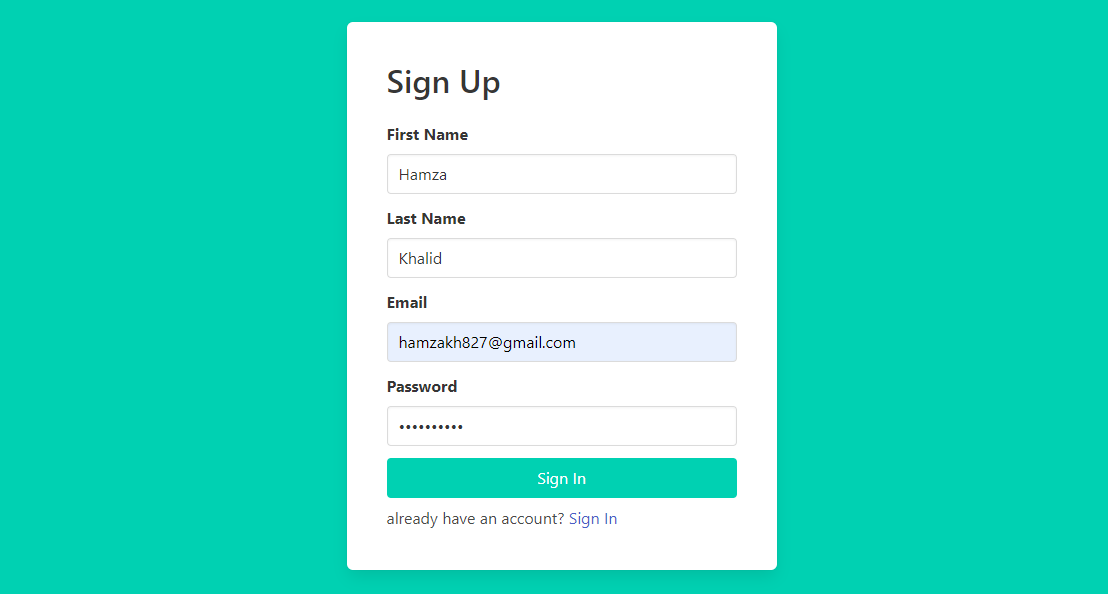 Sign Up
First Name
Hamza
Last Name
Khalid
Email
hamzakh827@gmail.com
Password
••••••••••
Sign In
already have an account? Sign In